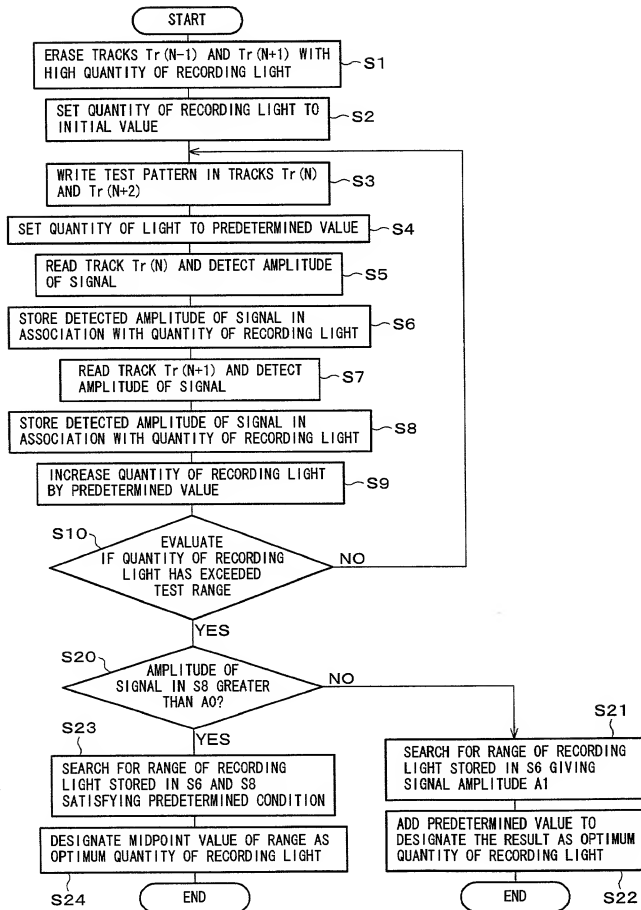 START
ERASE TRACKS Tr(N-1) AND Tr(N+1) WITH
HIGH QUANTITY OF RECORDING LIGHT
S1
SET QUANTITY OF RECORDING LIGHT TO
INITIAL VALUE
S2
WRITE TEST PATTERN IN TRACKS Tr(N)
AND Tr(N+2)
S3
SET QUANTITY OF LIGHT TO PREDETERMINED VALUE
S4
READ TRACK Tr(N) AND DETECT AMPLITUDE
OF SIGNAL
S5
STORE DETECTED AMPLITUDE OF SIGNAL IN
ASSOCIATION WITH QUANTITY OF RECORDING LIGHT
S6
READ TRACK Tr(N+1) AND DETECT
AMPLITUDE OF SIGNAL
S7
STORE DETECTED AMPLITUDE OF SIGNAL IN
ASSOCIATION WITH QUANTITY OF RECORDING LIGHT
S8
INCREASE QUANTITY OF RECORDING LIGHT
BY PREDETERMINED VALUE
S9
S10
EVALUATE
IF QUANTITY OF RECORDING
LIGHT HAS EXCEEDED
TEST RANGE
NO
YES
S20
AMPLITUDE OF
SIGNAL IN S8 GREATER
THAN A0?
NO
YES
S23
SEARCH FOR RANGE OF RECORDING
LIGHT STORED IN S6 AND S8
SATISFYING PREDETERMINED CONDITION
DESIGNATE MIDPOINT VALUE OF RANGE AS
OPTIMUM QUANTITY OF RECORDING LIGHT
S24
END
S21
SEARCH FOR RANGE OF RECORDING
LIGHT STORED IN S6 GIVING
SIGNAL AMPLITUDE A1
ADD PREDETERMINED VALUE TO
DESIGNATE THE RESULT AS OPTIMUM
QUANTITY OF RECORDING LIGHT
S22
END